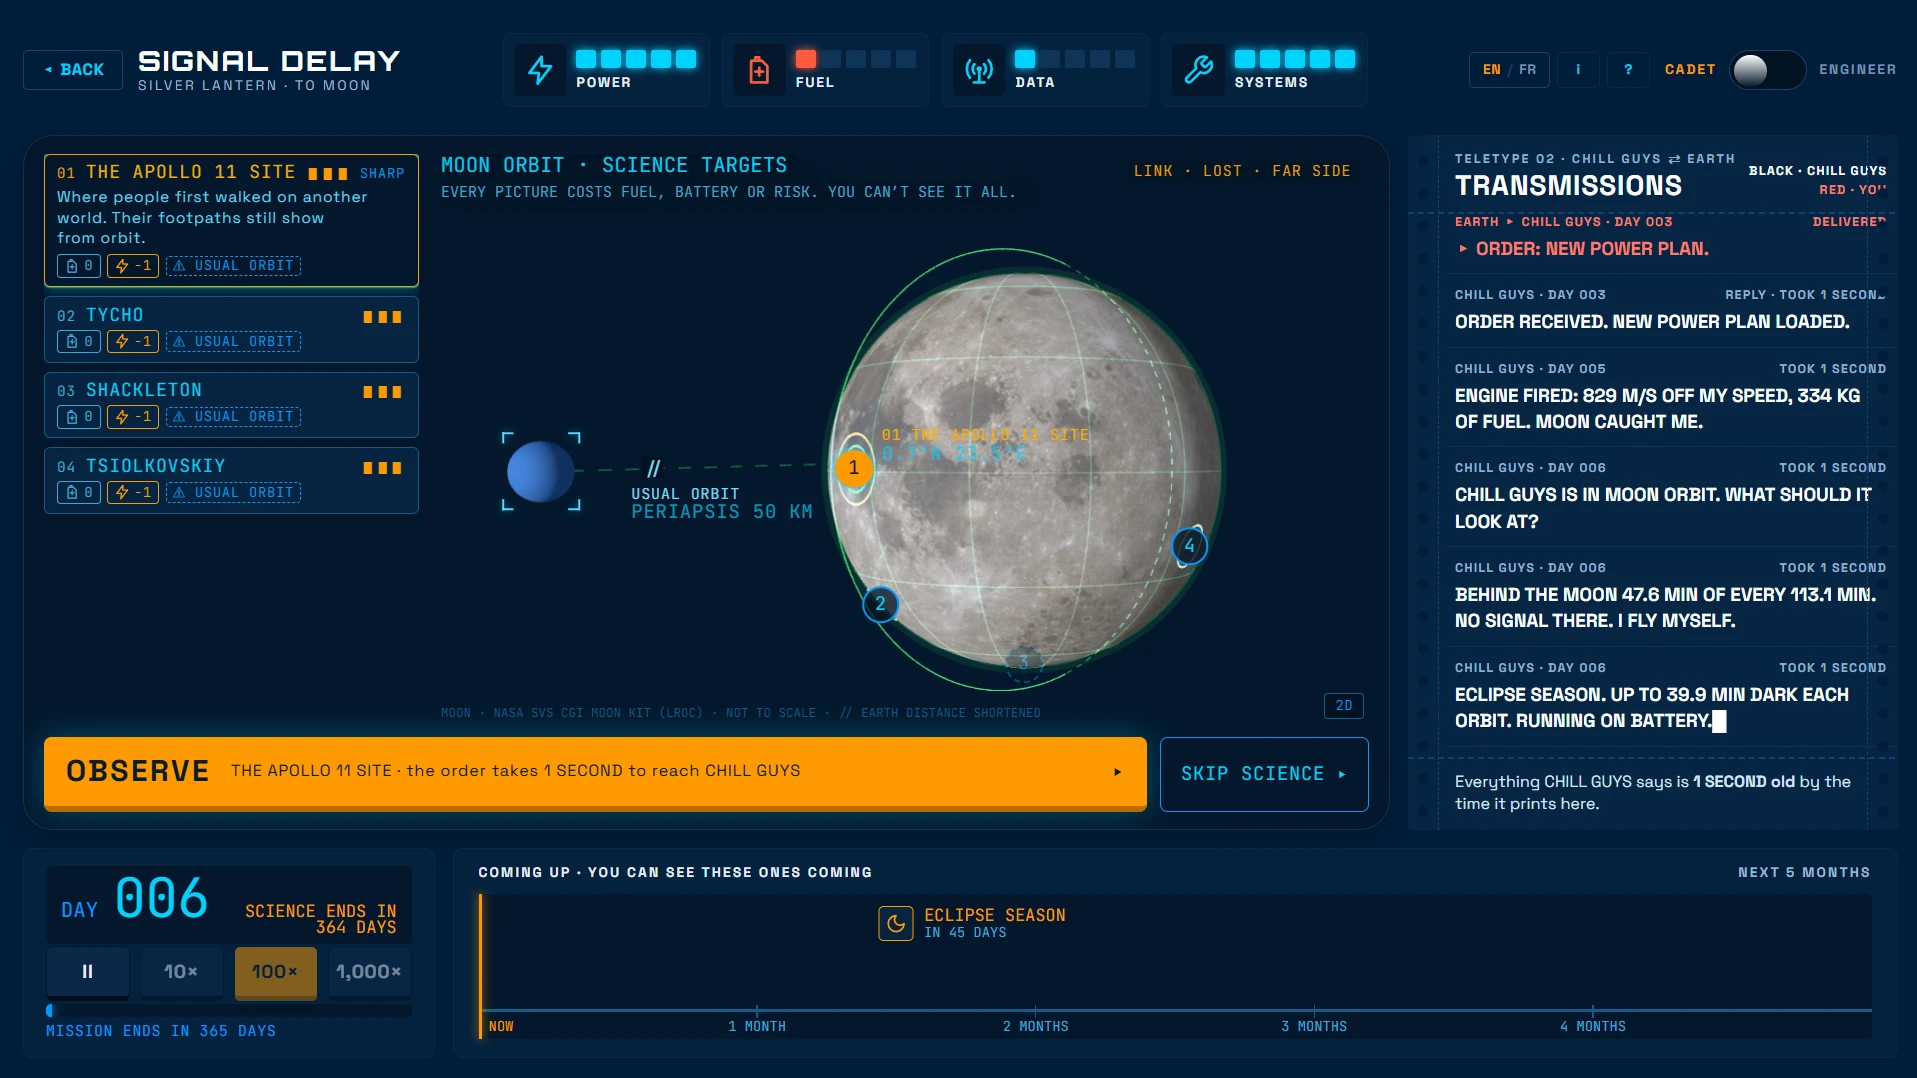 ◂ BACK
SIGNAL DELAY
SILVER LANTERN · TO MOON
POWER
FUEL
DATA
SYSTEMS
EN / FR
i
?
CADET
ENGINEER
01 THE APOLLO 11 SITE
SHARP
Where people first walked on another
world. Their footpaths still show
from orbit.
0
-1
USUAL ORBIT
02 TYCHO
0
-1
USUAL ORBIT
03 SHACKLETON
0
-1
USUAL ORBIT
04 TSIOLKOVSKIY
0
-1
USUAL ORBIT
MOON ORBIT · SCIENCE TARGETS
EVERY PICTURE COSTS FUEL, BATTERY OR RISK. YOU CAN'T SEE IT ALL.
LINK · LOST · FAR SIDE
01 THE APOLLO 11 SITE
0.7°N 23.5°E
1
//
USUAL ORBIT
PERIAPSIS 50 KM
4
2
3
MOON · NASA SVS CGI MOON KIT (LROC) · NOT TO SCALE · // EARTH DISTANCE SHORTENED
2D
OBSERVE THE APOLLO 11 SITE · the order takes 1 SECOND to reach CHILL GUYS ▸
SKIP SCIENCE ▸
TELETYPE 02 · CHILL GUYS ⇄ EARTH
TRANSMISSIONS
BLACK · CHILL GUYS
RED ·
EARTH ▸ CHILL GUYS · DAY 003
DELIVERED
▸ ORDER: NEW POWER PLAN.
CHILL GUYS · DAY 003
REPLY · TOOK 1 SECOND
ORDER RECEIVED. NEW POWER PLAN LOADED.
CHILL GUYS · DAY 005
TOOK 1 SECOND
ENGINE FIRED: 829 M/S OFF MY SPEED, 334 KG
OF FUEL. MOON CAUGHT ME.
CHILL GUYS · DAY 006
TOOK 1 SECOND
CHILL GUYS IS IN MOON ORBIT. WHAT SHOULD IT
LOOK AT?
CHILL GUYS · DAY 006
TOOK 1 SECOND
BEHIND THE MOON 47.6 MIN OF EVERY 113.1 MIN.
NO SIGNAL THERE. I FLY MYSELF.
CHILL GUYS · DAY 006
TOOK 1 SECOND
ECLIPSE SEASON. UP TO 39.9 MIN DARK EACH
ORBIT. RUNNING ON BATTERY.
Everything CHILL GUYS says is 1 SECOND old by the
time it prints here.
DAY 006
SCIENCE ENDS IN
364 DAYS
II
10×
100×
1,000×
MISSION ENDS IN 365 DAYS
COMING UP · YOU CAN SEE THESE ONES COMING
NEXT 5 MONTHS
ECLIPSE SEASON
IN 45 DAYS
NOW
1 MONTH
2 MONTHS
3 MONTHS
4 MONTHS